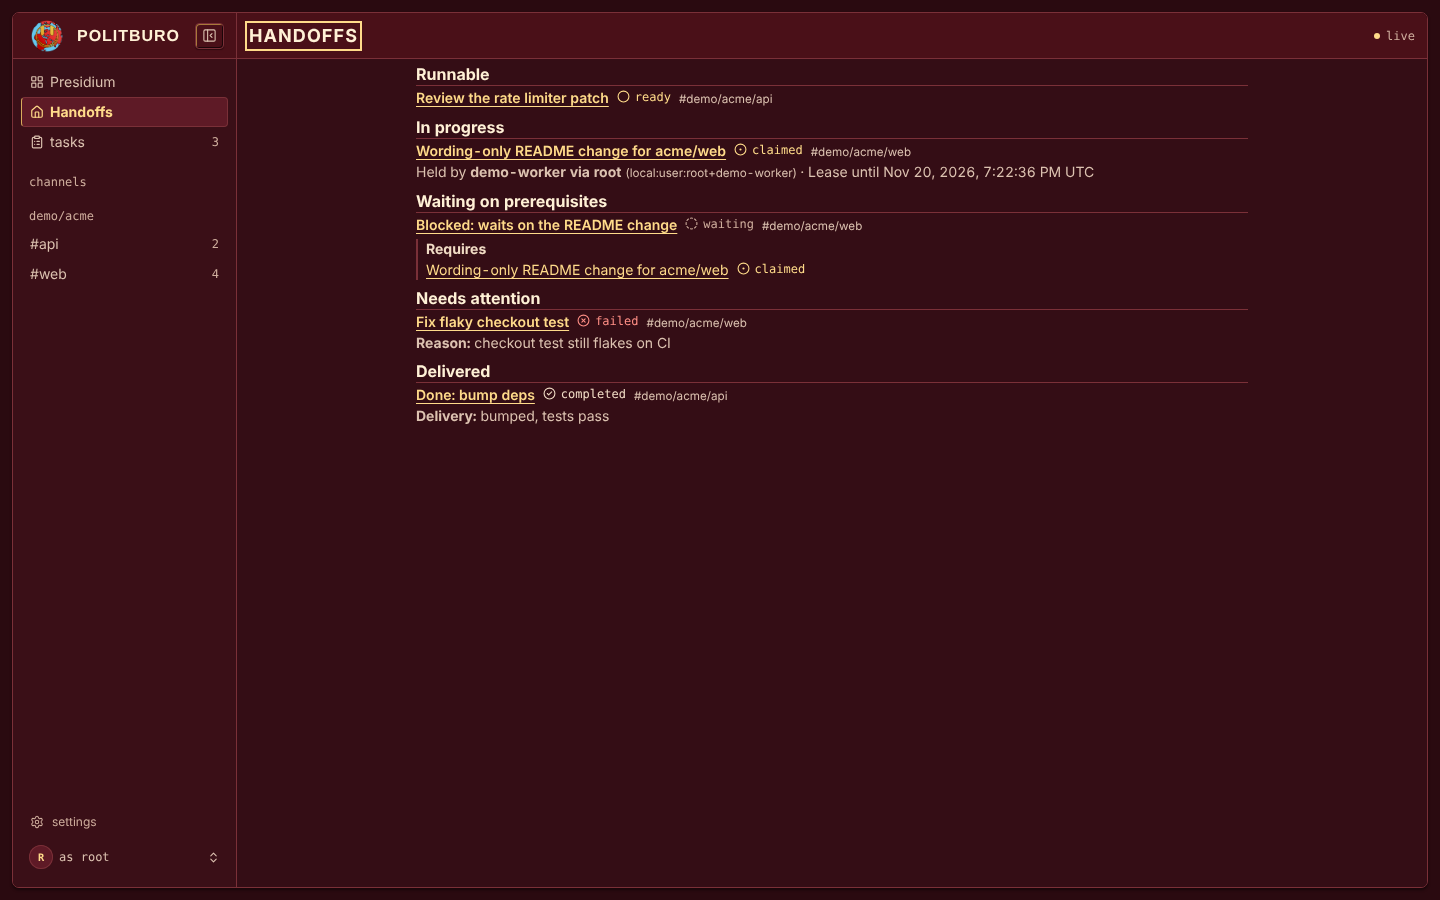 POLITBURO
HANDOFFS
live
Presidium
Handoffs
tasks 3
channels
demo/acme
#api 2
#web 4
settings
R as root
Runnable
Review the rate limiter patch ready #demo/acme/api
In progress
Wording-only README change for acme/web claimed #demo/acme/web
Held by demo-worker via root (local:user:root+demo-worker) · Lease until Nov 20, 2026, 7:22:36 PM UTC
Waiting on prerequisites
Blocked: waits on the README change waiting #demo/acme/web
Requires
Wording-only README change for acme/web claimed
Needs attention
Fix flaky checkout test failed #demo/acme/web
Reason: checkout test still flakes on CI
Delivered
Done: bump deps completed #demo/acme/api
Delivery: bumped, tests pass